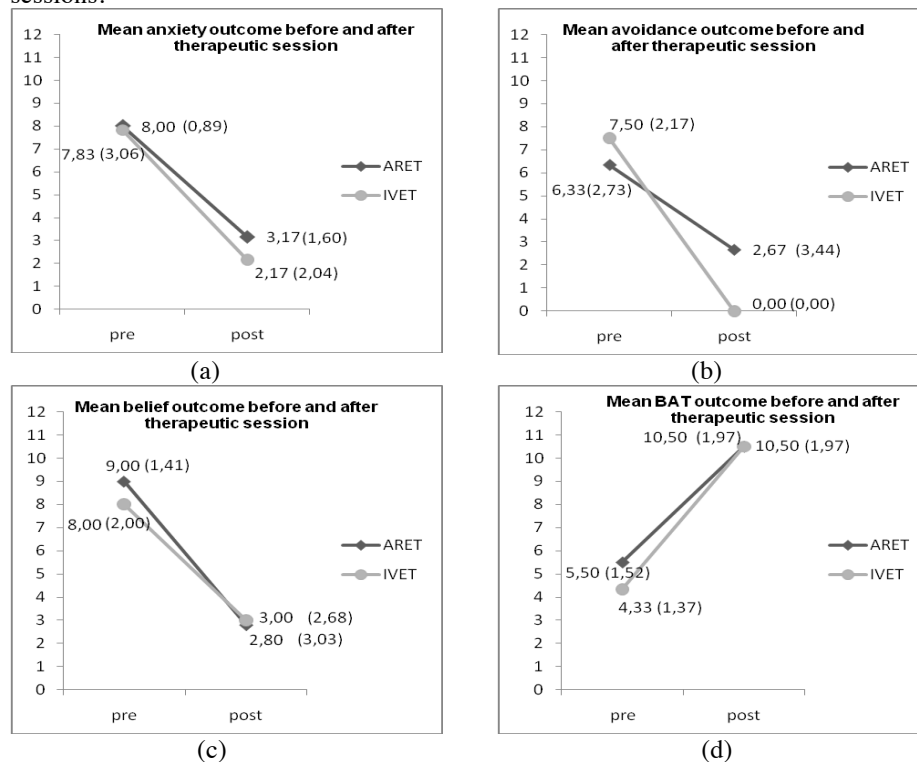 sessions:
Mean anxiety outcome before and after
therapeutic session
12
11
10
9
8
7
6
5
4
3
2
1
0
8,00 (0,89)
7,83 (3,06)
3,17(1,60)
2,17 (2,04)
ARET
IVET
pre post
(a)
Mean avoidance outcome before and
after therapeutic session
12
11
10
9
8
7
6
5
4
3
2
1
0
7,50 (2,17)
6,33(2,73)
2,67 (3,44)
0,00 (0,00)
ARET
IVET
pre post
(b)
Mean belief outcome before and after
therapeutic session
12
11
10
9
8
7
6
5
4
3
2
1
0
9,00 (1,41)
8,00 (2,00)
3,00 (2,68)
2,80 (3,03)
ARET
IVET
pre post
(c)
Mean BAT outcome before and after
therapeutic session
12
11
10
9
8
7
6
5
4
3
2
1
0
10,50 (1,97) 10,50 (1,97)
5,50 (1,52)
4,33 (1,37)
ARET
IVET
pre post
(d)